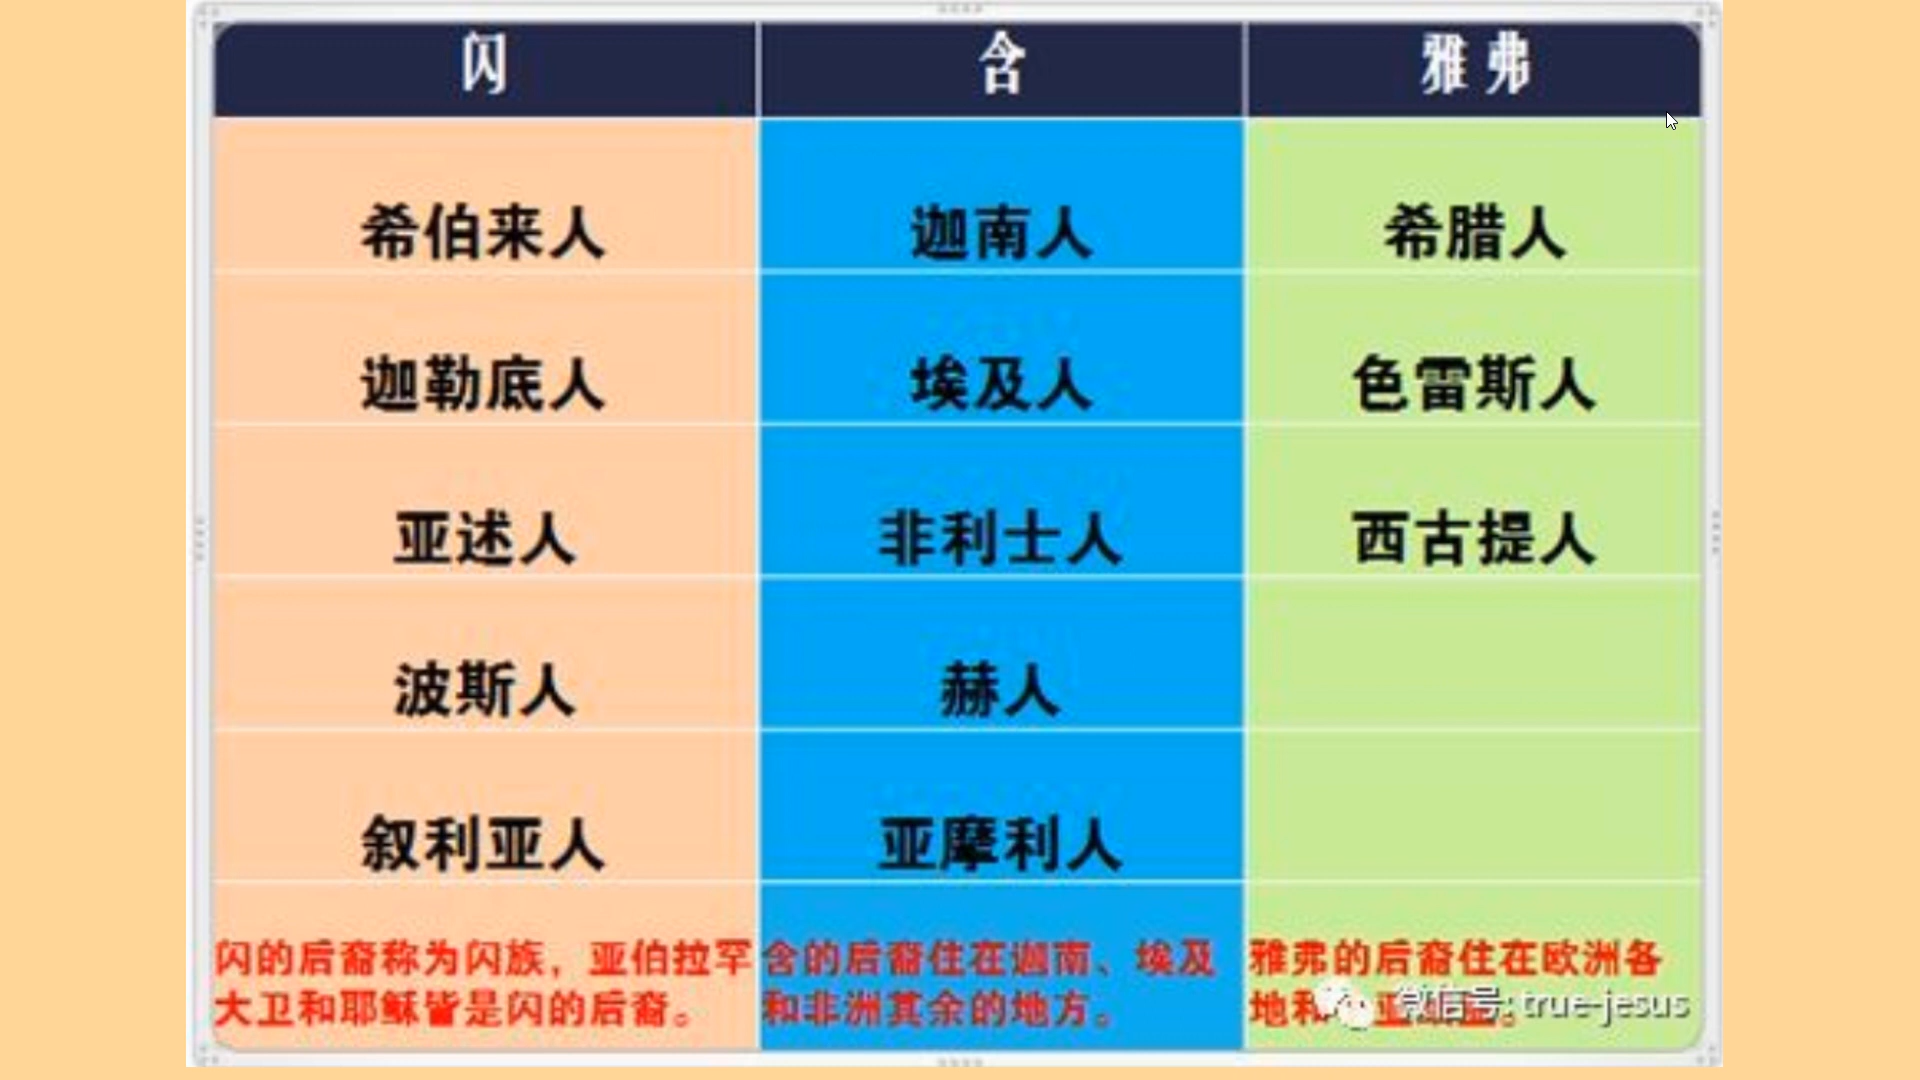 闪 含 雅弗
希伯来人 迦南人 希腊人
迦勒底人 埃及人 色雷斯人
亚述人 非利士人 西古提人
波斯人 赫人
叙利亚人 亚摩利人
闪的后裔称为闪族，亚伯拉罕
大卫和耶稣皆是闪的后裔。
含的后裔住在迦南、埃及
和非洲其余的地方。
雅弗的后裔住在欧洲各
地和
微信号: true-jesus